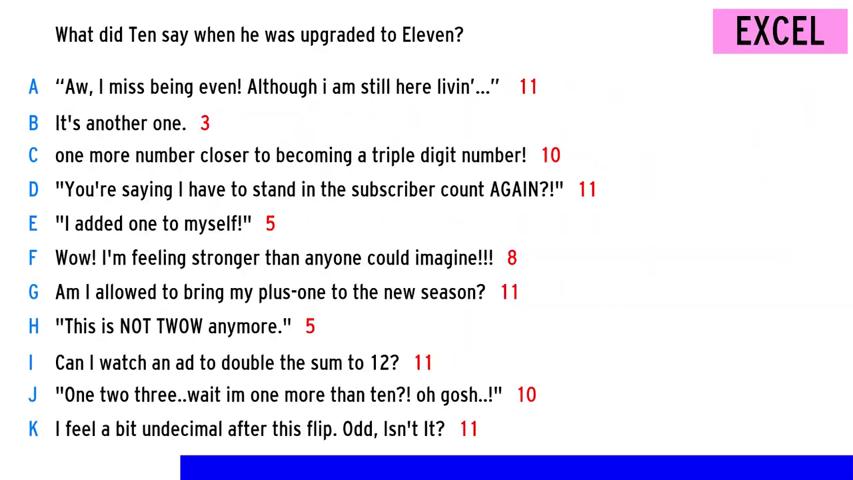 What did Ten say when he was upgraded to Eleven?
EXCEL
A “Aw, I miss being even! Although i am still here livin’...” 11
B It's another one. 3
C one more number closer to becoming a triple digit number! 10
D "You're saying I have to stand in the subscriber count AGAIN?!" 11
E "I added one to myself!" 5
F Wow! I'm feeling stronger than anyone could imagine!!! 8
G Am I allowed to bring my plus-one to the new season? 11
H "This is NOT TWOW anymore." 5
I Can I watch an ad to double the sum to 12? 11
J "One two three..wait im one more than ten?! oh gosh..!" 10
K I feel a bit undecimal after this flip. Odd, Isn't It? 11